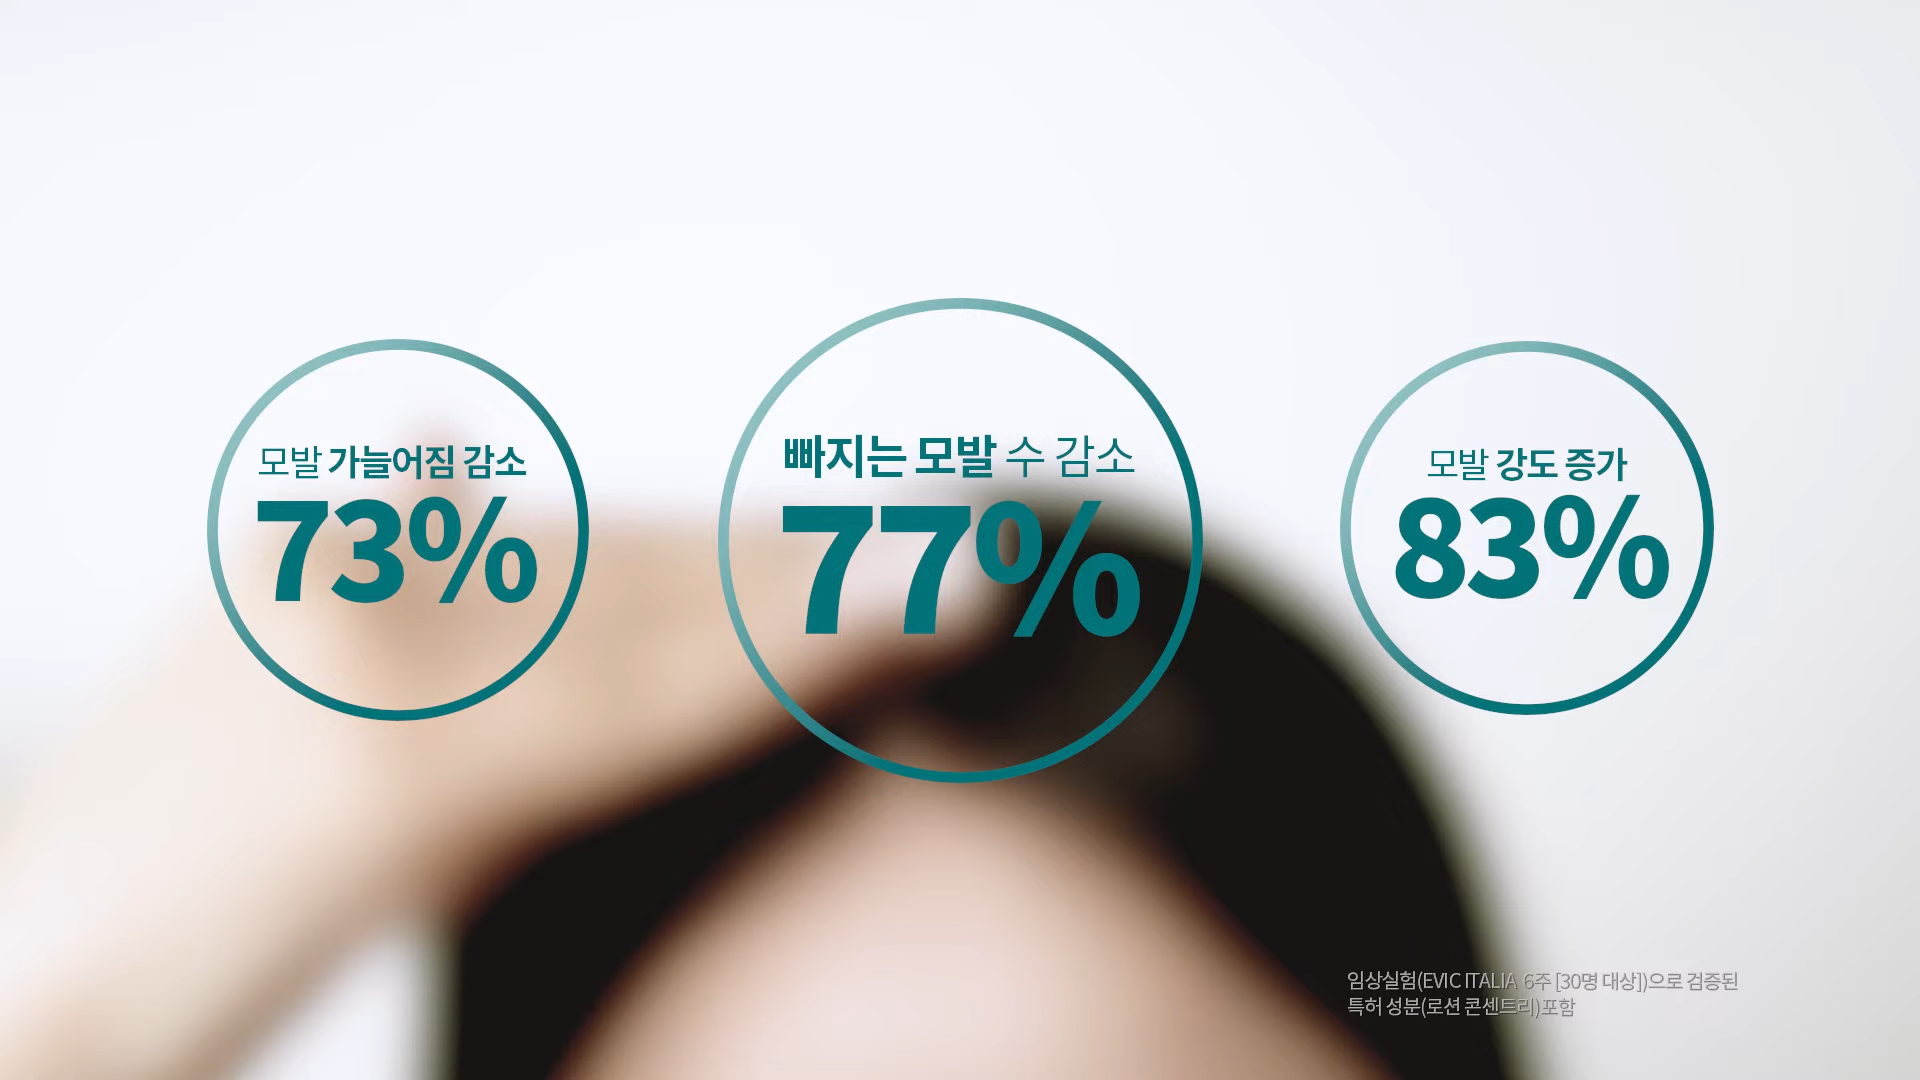 모발 가늘어짐 감소
73%
빠지는 모발 수 감소
77%
모발 강도 증가
83%
임상실험(EVIC ITALIA 6주 [30명 대상])으로 검증된
특허 성분(로션 콘센트리)포함